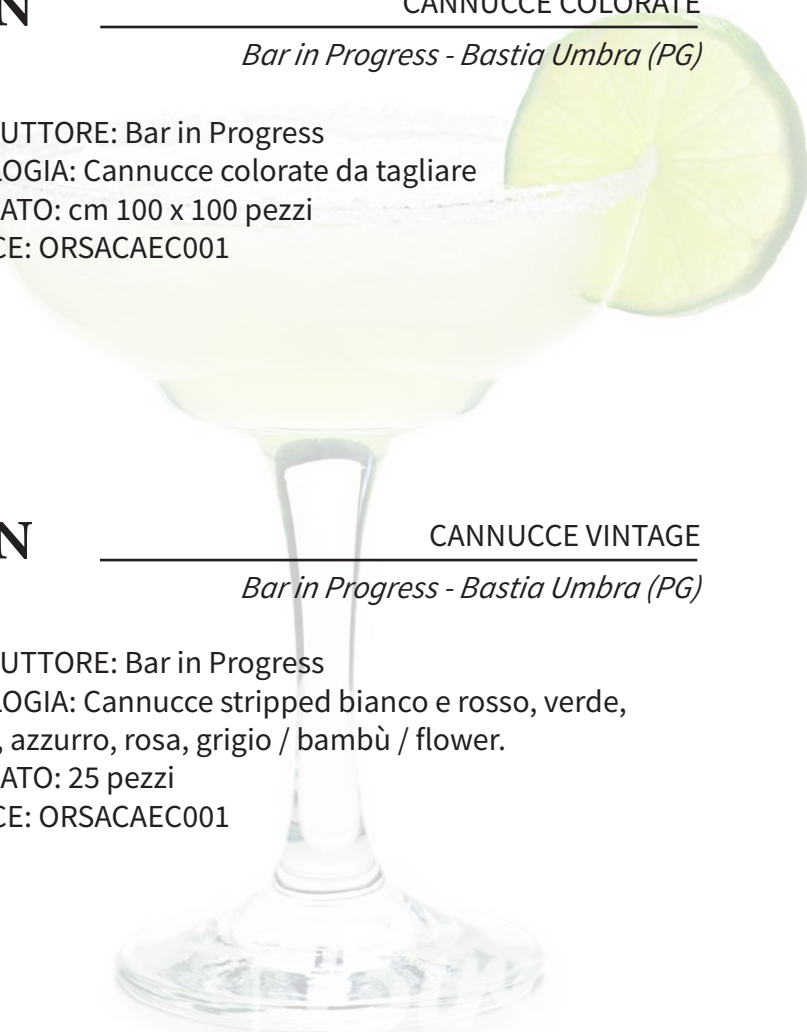 N
CANNUCCE COLORATE
Bar in Progress - Bastia Umbra (PG)
UTTORE: Bar in Progress
LOGIA: Cannucce colorate da tagliare
ATO: cm 100 x 100 pezzi
CE: ORSACAEC001
N
CANNUCCE VINTAGE
Bar in Progress - Bastia Umbra (PG)
UTTORE: Bar in Progress
LOGIA: Cannucce stripped bianco e rosso, verde,
, azzurro, rosa, grigio / bambù / flower.
ATO: 25 pezzi
CE: ORSACAEC001